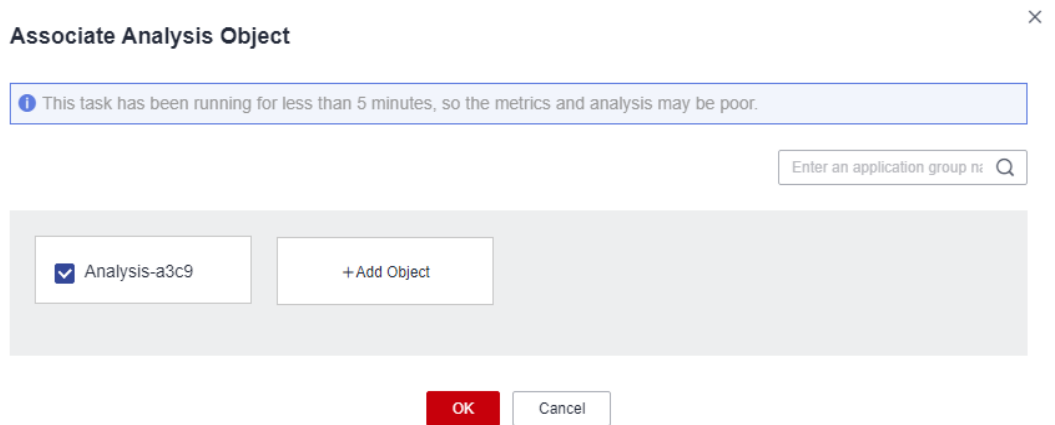 Associate Analysis Object
This task has been running for less than 5 minutes, so the metrics and analysis may be poor.
Enter an application group na
Analysis-a3c9
+Add Object
OK
Cancel